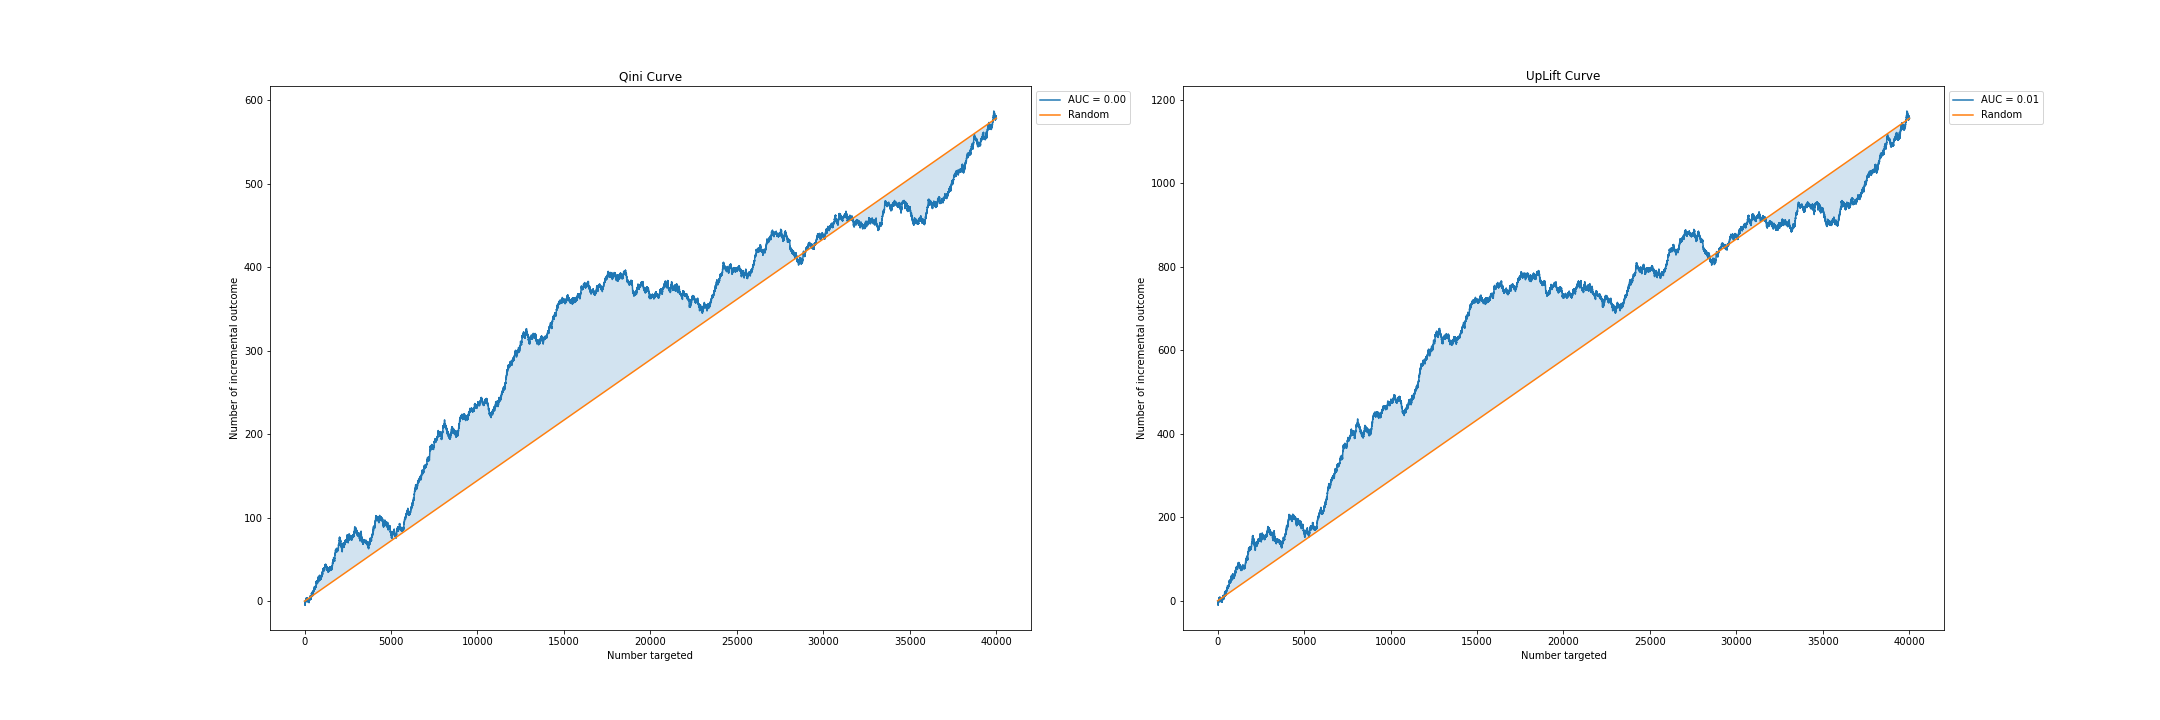 Qini Curve
600
500
400
300
200
100
0
Number of incremental outcome
0 5000 10000 15000 20000 25000 30000 35000 40000
Number targeted
AUC = 0.00
Random
UpLift Curve
1200
1000
800
600
400
200
0
Number of incremental outcome
0 5000 10000 15000 20000 25000 30000 35000 40000
Number targeted
AUC = 0.01
Random